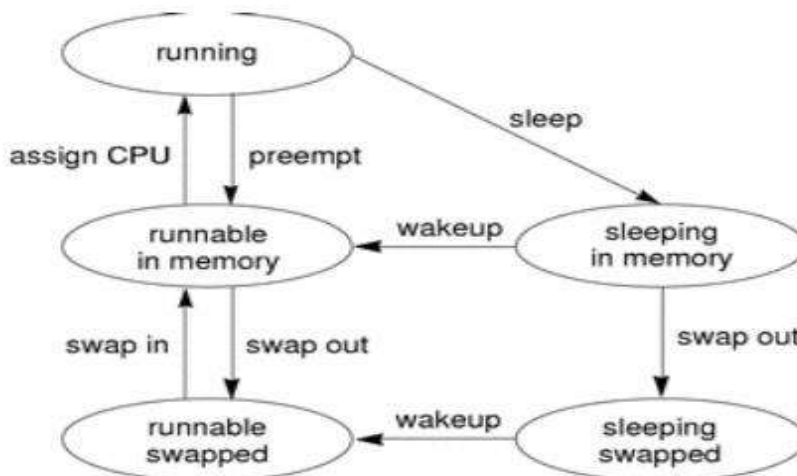 running
sleep
assign CPU
preempt
runnable
in memory
wakeup
sleeping
in memory
swap in
swap out
swap out
runnable
swapped
wakeup
sleeping
swapped